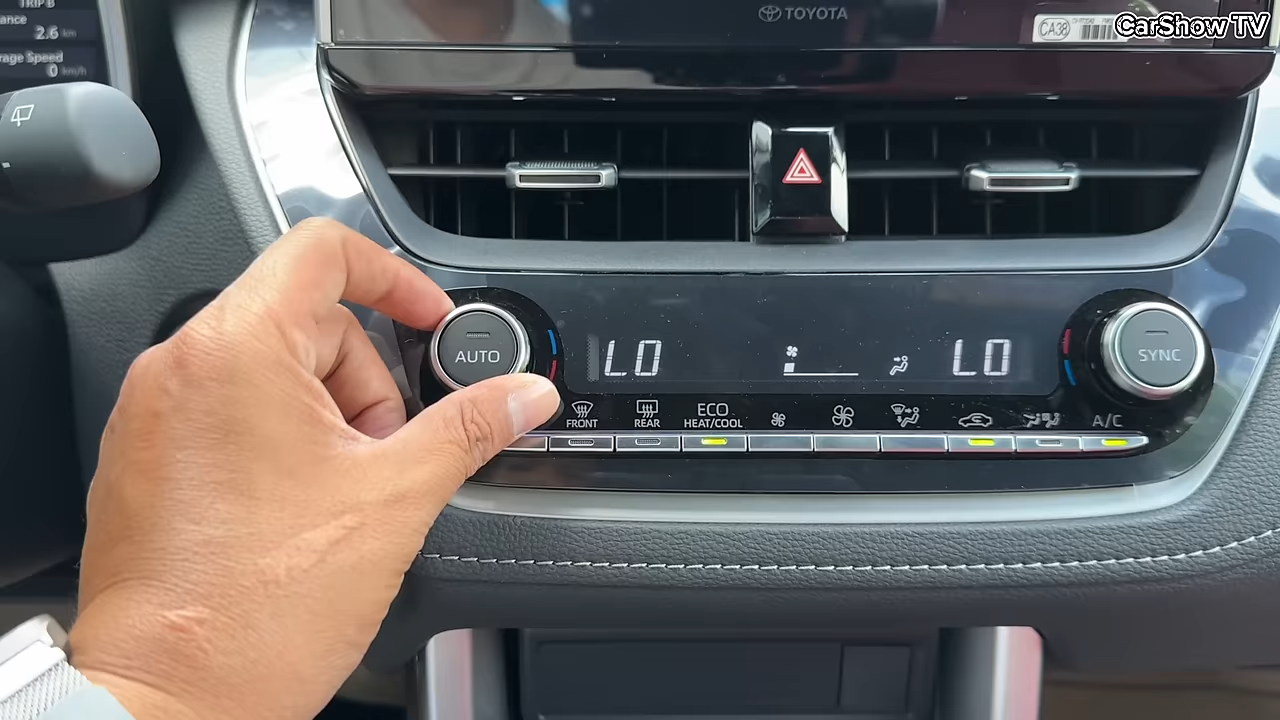 TRIP B
ance
2.6 km
rage Speed
0 km/h
TOYOTA
CA38
CarShow TV
AUTO
LO
LO
SYNC
FRONT
REAR
ECO
HEAT/COOL
A/C